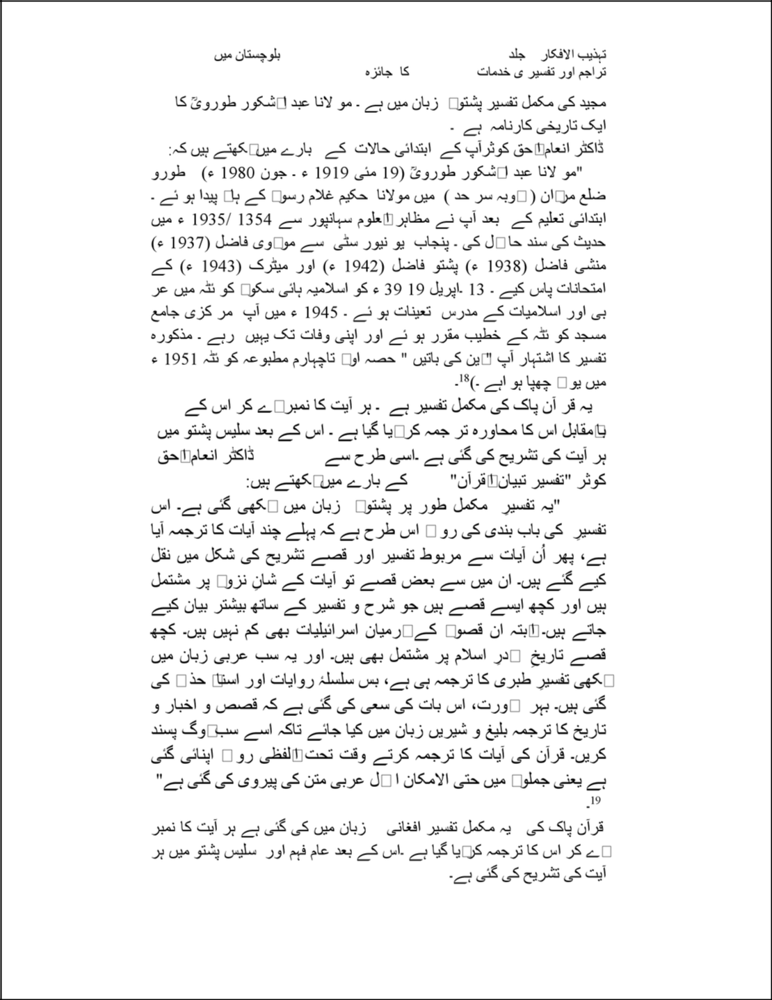 تہذیب الافکار جلد بلوچستان میں
تراجم اور تفسیر ی خدمات کا جائزہ
مجید کی مکمل تفسیر پشتو□ زبان میں ہے ۔ مو لانا عبد ا□شکور طورویؒ کا
ایک تاریخی کارنامہ ہے ۔
ڈاکٹر انعام ا□حق کوثرآپ کے ابتدائی حالات کے بارے میں □کھتے ہیں کہ:
"مو لانا عبد ا□شکور طورویؒ (19 مئی 1919 ء ۔ جون 1980 ء) طورو
ضلع مر□ان ( □وبہ سر حد ) میں مولانا حکیم غلام رسو□ کے ہا□ پیدا ہو ئے ۔
ابتدائی تعلیم کے بعد آپ نے مظاہر ا□علوم سہانپور سے 1354 /1935 ء میں
حدیث کی سند حا□ل کی ۔ پنجاب یو نیور سٹی سے مو□وی فاضل (1937 ء)
منشی فاضل (1938 ء) پشتو فاضل (1942 ء) اور میٹرک (1943 ء) کے
امتحانات پاس کیے ۔ 13 ۔اپریل 19 39 ء کو اسلامیہ ہائی سکو□ کو ئٹہ میں عر
بی اور اسلامیات کے مدرس تعینات ہو ئے ۔ 1945 ء میں آپ مر کزی جامع
مسجد کو ئٹہ کے خطیب مقرر ہو ئے اور اپنی وفات تک یہیں رہے ۔ مذکورہ
تفسیر کا اشتہار آپ "□ین کی باتیں " حصہ او□ تاچہارم مطبوعہ کو ئٹہ 1951 ء
میں یو□ چھپا ہو اہے ۔)18۔
یہ قر آن پاک کی مکمل تفسیر ہے ۔ ہر آیت کا نمبر □ے کر اس کے
با□مقابل اس کا محاورہ تر جمہ کر□یا گیا ہے ۔ اس کے بعد سلیس پشتو میں
ہر آیت کی تشریح کی گئی ہے ۔اسی طرح سے ڈاکٹر انعام ا□حق
کوثر "تفسیر تبیان ا□قرآن" کے بارے میں □کھتے ہیں:
"یہ تفسیرِ مکمل طور پر پشتو□ زبان میں □کھی گئی ہے۔ اس
تفسیرِ کی باب بندی کی رو□ اس طرح ہے کہ پہلے چند آیات کا ترجمہ آیا
ہے، پھر اُن آیات سے مربوط تفسیر اور قصے تشریح کی شکل میں نقل
کیے گئے ہیں۔ ان میں سے بعض قصے تو آیات کے شانِ نزو□ پر مشتمل
ہیں اور کچھ ایسے قصے ہیں جو شرح و تفسیر کے ساتھ بیشتر بیان کیے
جاتے ہیں۔ ا□بتہ ان قصو□ کے □رمیان اسرائیلیات بھی کم نہیں ہیں۔ کچھ
قصے تاریخِ □درِ اسلام پر مشتمل بھی ہیں۔ اور یہ سب عربی زبان میں
□کھی تفسیرِ طبری کا ترجمہ ہی ہے، بس سلسلۂ روایات اور اسنا□ حذ□ کی
گئی ہیں۔ بہر □ورت، اس بات کی سعی کی گئی ہے کہ قصص و اخبار و
تاریخ کا ترجمہ بلیغ و شیریں زبان میں کیا جائے تاکہ اسے سب □وگ پسند
کریں۔ قرآن کی آیات کا ترجمہ کرتے وقت تحت ا□لفظی رو□ اپنائی گئی
ہے یعنی جملو□ میں حتی الامکان ا□ل عربی متن کی پیروی کی گئی ہے"
19۔
قرآن پاک کی یہ مکمل تفسیر افغانی زبان میں کی گئی ہے ہر آیت کا نمبر
□ے کر اس کا ترجمہ کر□یا گیا ہے ۔اس کے بعد عام فہم اور سلیس پشتو میں ہر
آیت کی تشریح کی گئی ہے۔